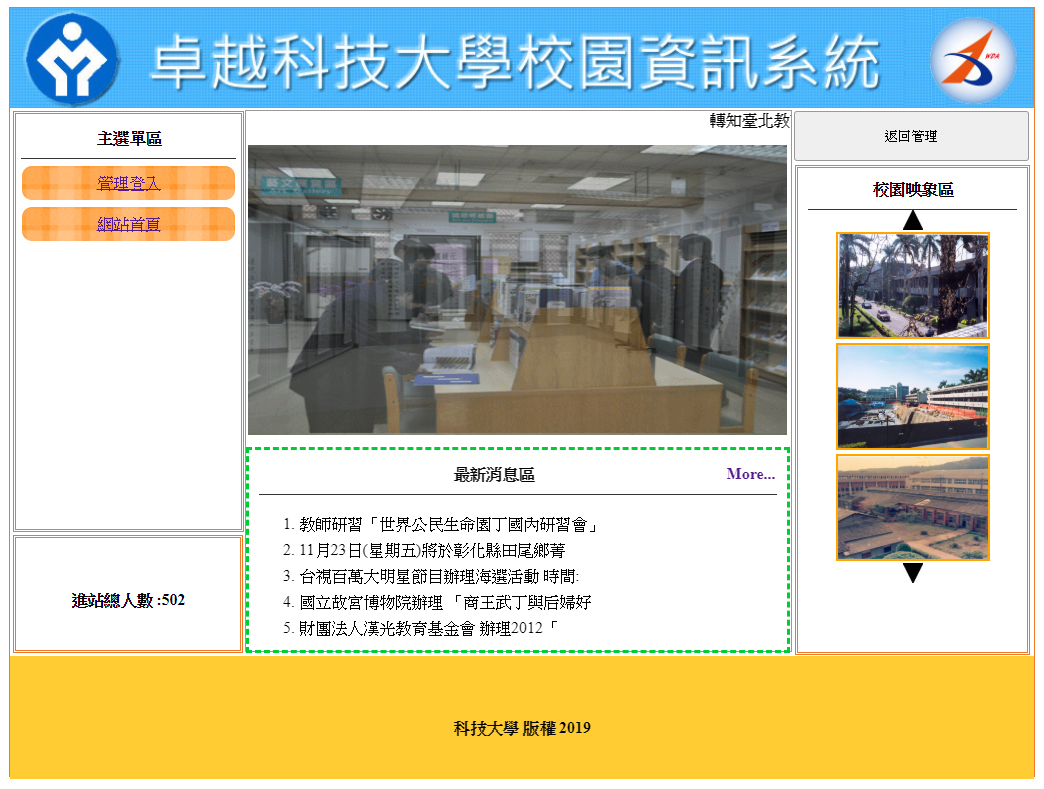 卓越科技大學校園資訊系統
WDA
主選單區
管理登入
網站首頁
進站總人數 :502
轉知臺北教
最新消息區
More...
1. 教師研習「世界公民生命園丁國內研習會」
2. 11月23日(星期五)將於彰化縣田尾鄉菁
3. 台視百萬大明星節目辦理海選活動 時間:
4. 國立故宮博物院辦理 「商王武丁與后婦好
5. 財團法人漢光教育基金會 辦理2012「
返回管理
校園映象區
科技大學 版權 2019